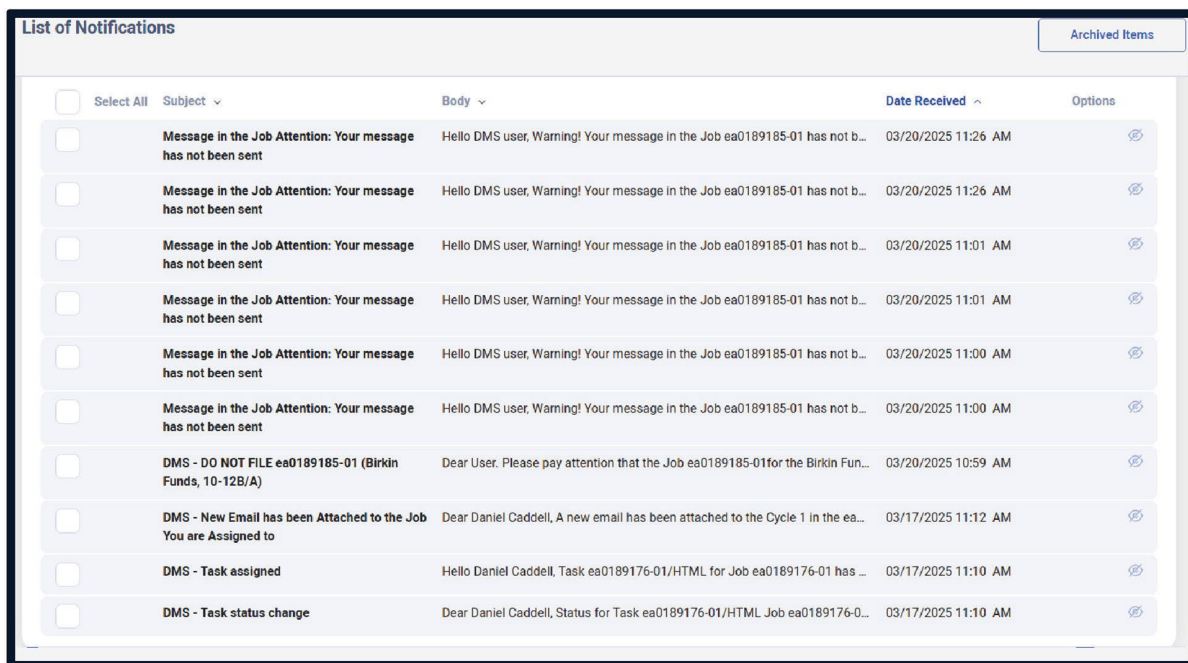 List of Notifications
Archived Items
Select All Subject Body Date Received Options
Message in the Job Attention: Your message Hello DMS user, Warning! Your message in the Job ea0189185-01 has not b... 03/20/2025 11:26 AM
has not been sent
Message in the Job Attention: Your message Hello DMS user, Warning! Your message in the Job ea0189185-01 has not b... 03/20/2025 11:26 AM
has not been sent
Message in the Job Attention: Your message Hello DMS user, Warning! Your message in the Job ea0189185-01 has not b... 03/20/2025 11:01 AM
has not been sent
Message in the Job Attention: Your message Hello DMS user, Warning! Your message in the Job ea0189185-01 has not b... 03/20/2025 11:01 AM
has not been sent
Message in the Job Attention: Your message Hello DMS user, Warning! Your message in the Job ea0189185-01 has not b... 03/20/2025 11:00 AM
has not been sent
Message in the Job Attention: Your message Hello DMS user, Warning! Your message in the Job ea0189185-01 has not b... 03/20/2025 11:00 AM
has not been sent
DMS - DO NOT FILE ea0189185-01 (Birkin Dear User. Please pay attention that the Job ea0189185-01for the Birkin Fun... 03/20/2025 10:59 AM
Funds, 10-12B/A)
DMS - New Email has been Attached to the Job Dear Daniel Caddell, A new email has been attached to the Cycle 1 in the ea... 03/17/2025 11:12 AM
You are Assigned to
DMS - Task assigned Hello Daniel Caddell, Task ea0189176-01/HTML for Job ea0189176-01 has ... 03/17/2025 11:10 AM
DMS - Task status change Dear Daniel Caddell, Status for Task ea0189176-01/HTML Job ea0189176-0... 03/17/2025 11:10 AM